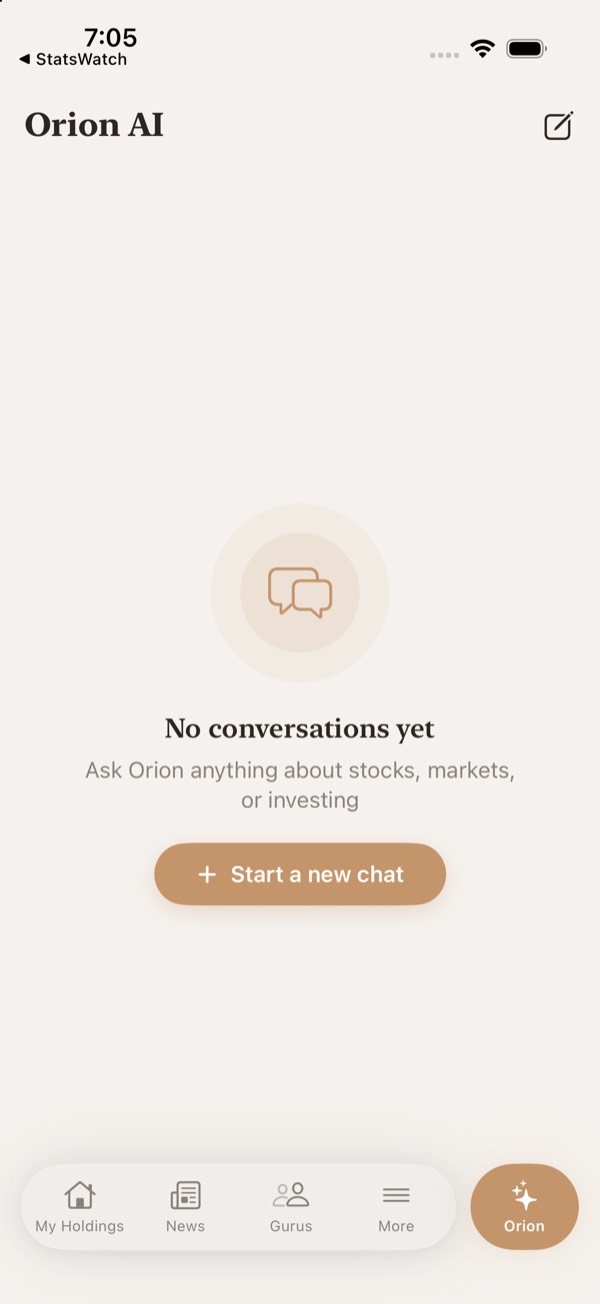 7:05
◀ StatsWatch
Orion AI
No conversations yet
Ask Orion anything about stocks, markets,
or investing
+ Start a new chat
My Holdings
News
Gurus
More
Orion